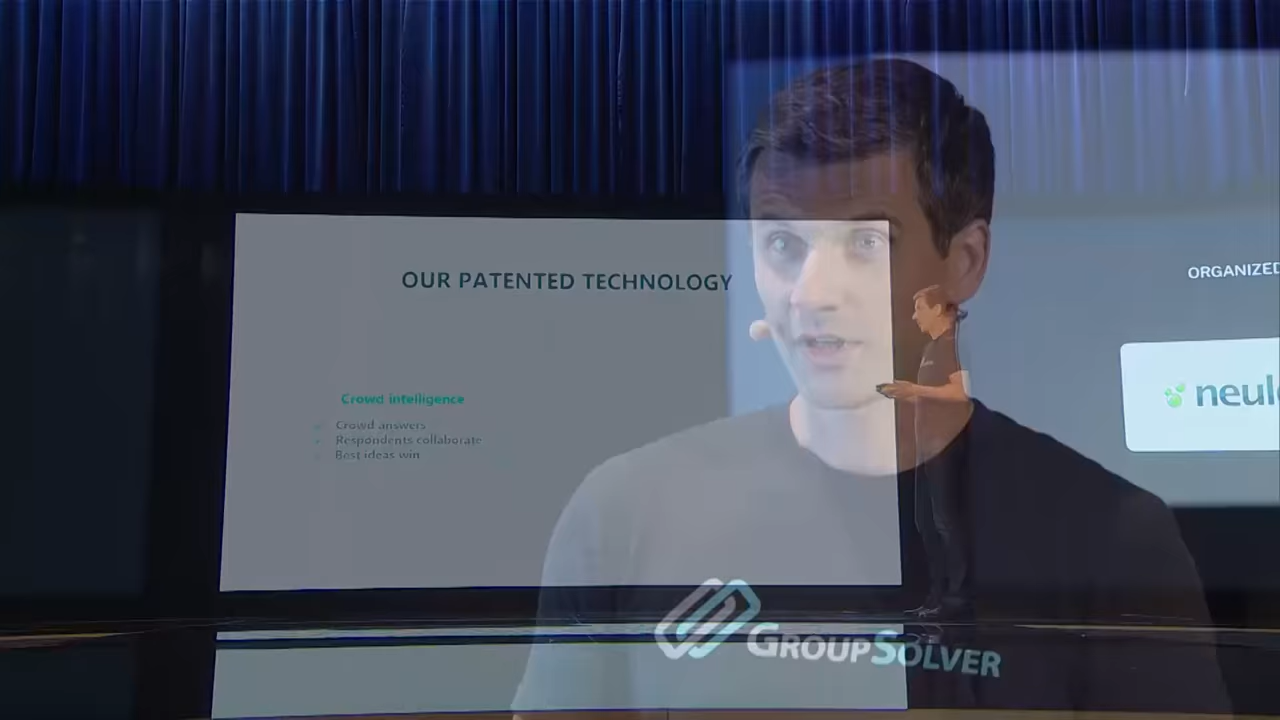 OUR PATENTED TECHNOLOGY
ORGANIZED
Crowd intelligence
Crowd answers
Respondents collaborate
Best ideas win
neul
GROUPSOLVER